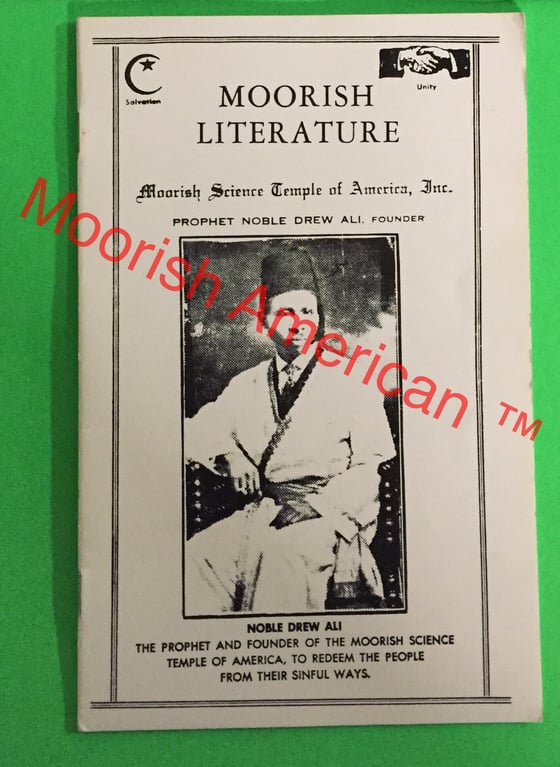 Salvation
Unity
MOORISH
LITERATURE
Moorish Science Temple of America, Inc.
PROPHET NOBLE DREW ALI. FOUNDER
Moorish American ™
NOBLE DREW ALI
THE PROPHET AND FOUNDER OF THE MOORISH SCIENCE
TEMPLE OF AMERICA, TO REDEEM THE PEOPLE
FROM THEIR SINFUL WAYS.